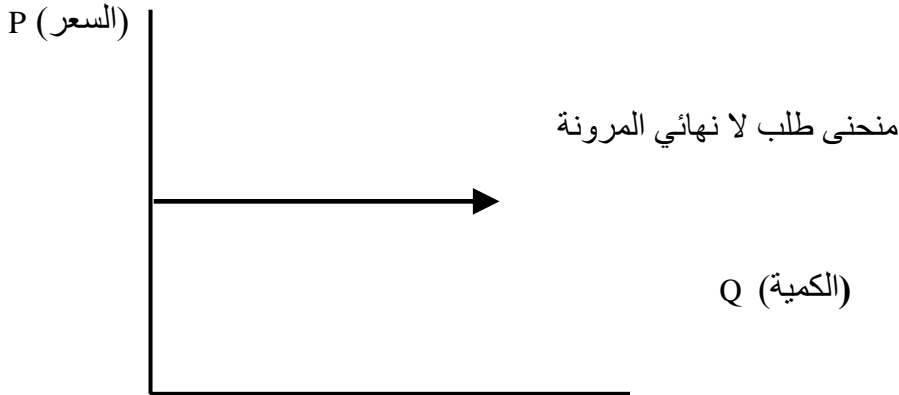 P (السعر)
منحنى طلب لا نهائي المرونة
Q (الكمية)